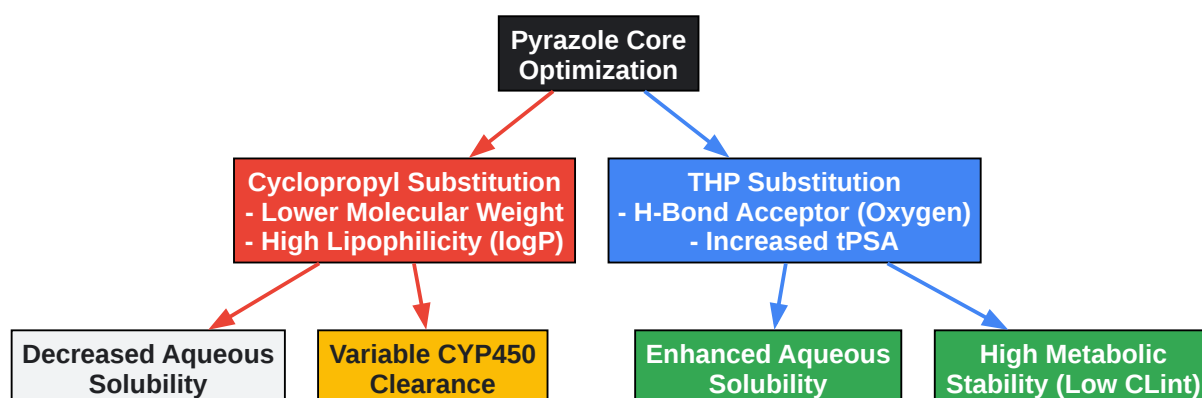 Pyrazole Core
Optimization
Cyclopropyl Substitution
- Lower Molecular Weight
- High Lipophilicity (logP)
THP Substitution
- H-Bond Acceptor (Oxygen)
- Increased tPSA
Decreased Aqueous
Solubility
Variable CYP450
Clearance
Enhanced Aqueous
Solubility
High Metabolic
Stability (Low CLint)